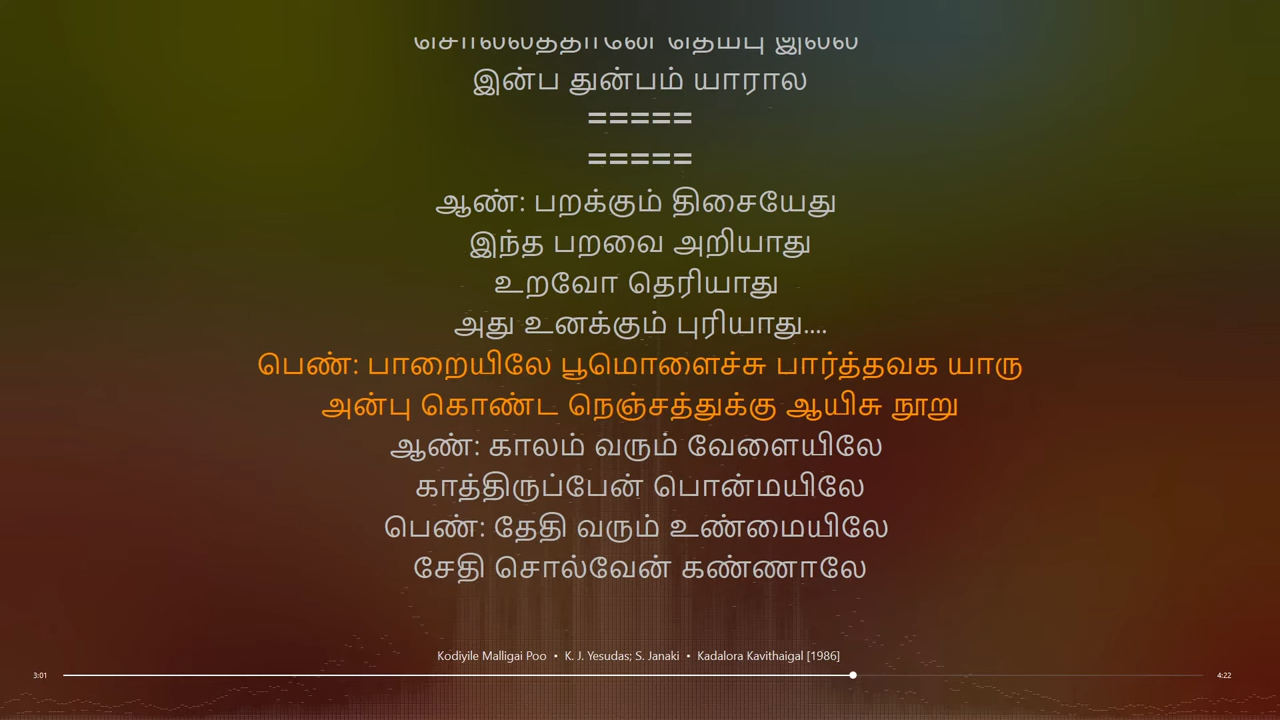 இன்ப துன்பம் யாரால
=====
=====
ஆண்: பறக்கும் திசையேது
இந்த பறவை அறியாது
உறவோ தெரியாது
அது உனக்கும் புரியாது....
பெண்: பாறையிலே பூமொளைச்சு பார்த்தவக யாரு
அன்பு கொண்ட நெஞ்சத்துக்கு ஆயிசு நூறு
ஆண்: காலம் வரும் வேளையிலே
காத்திருப்பேன் பொன்மயிலே
பெண்: தேதி வரும் உண்மையிலே
சேதி சொல்வேன் கண்ணாலே
Kodiyile Malligai Poo • K. J. Yesudas; S. Janaki • Kadalora Kavithaigal [1986]
3:01 4:22